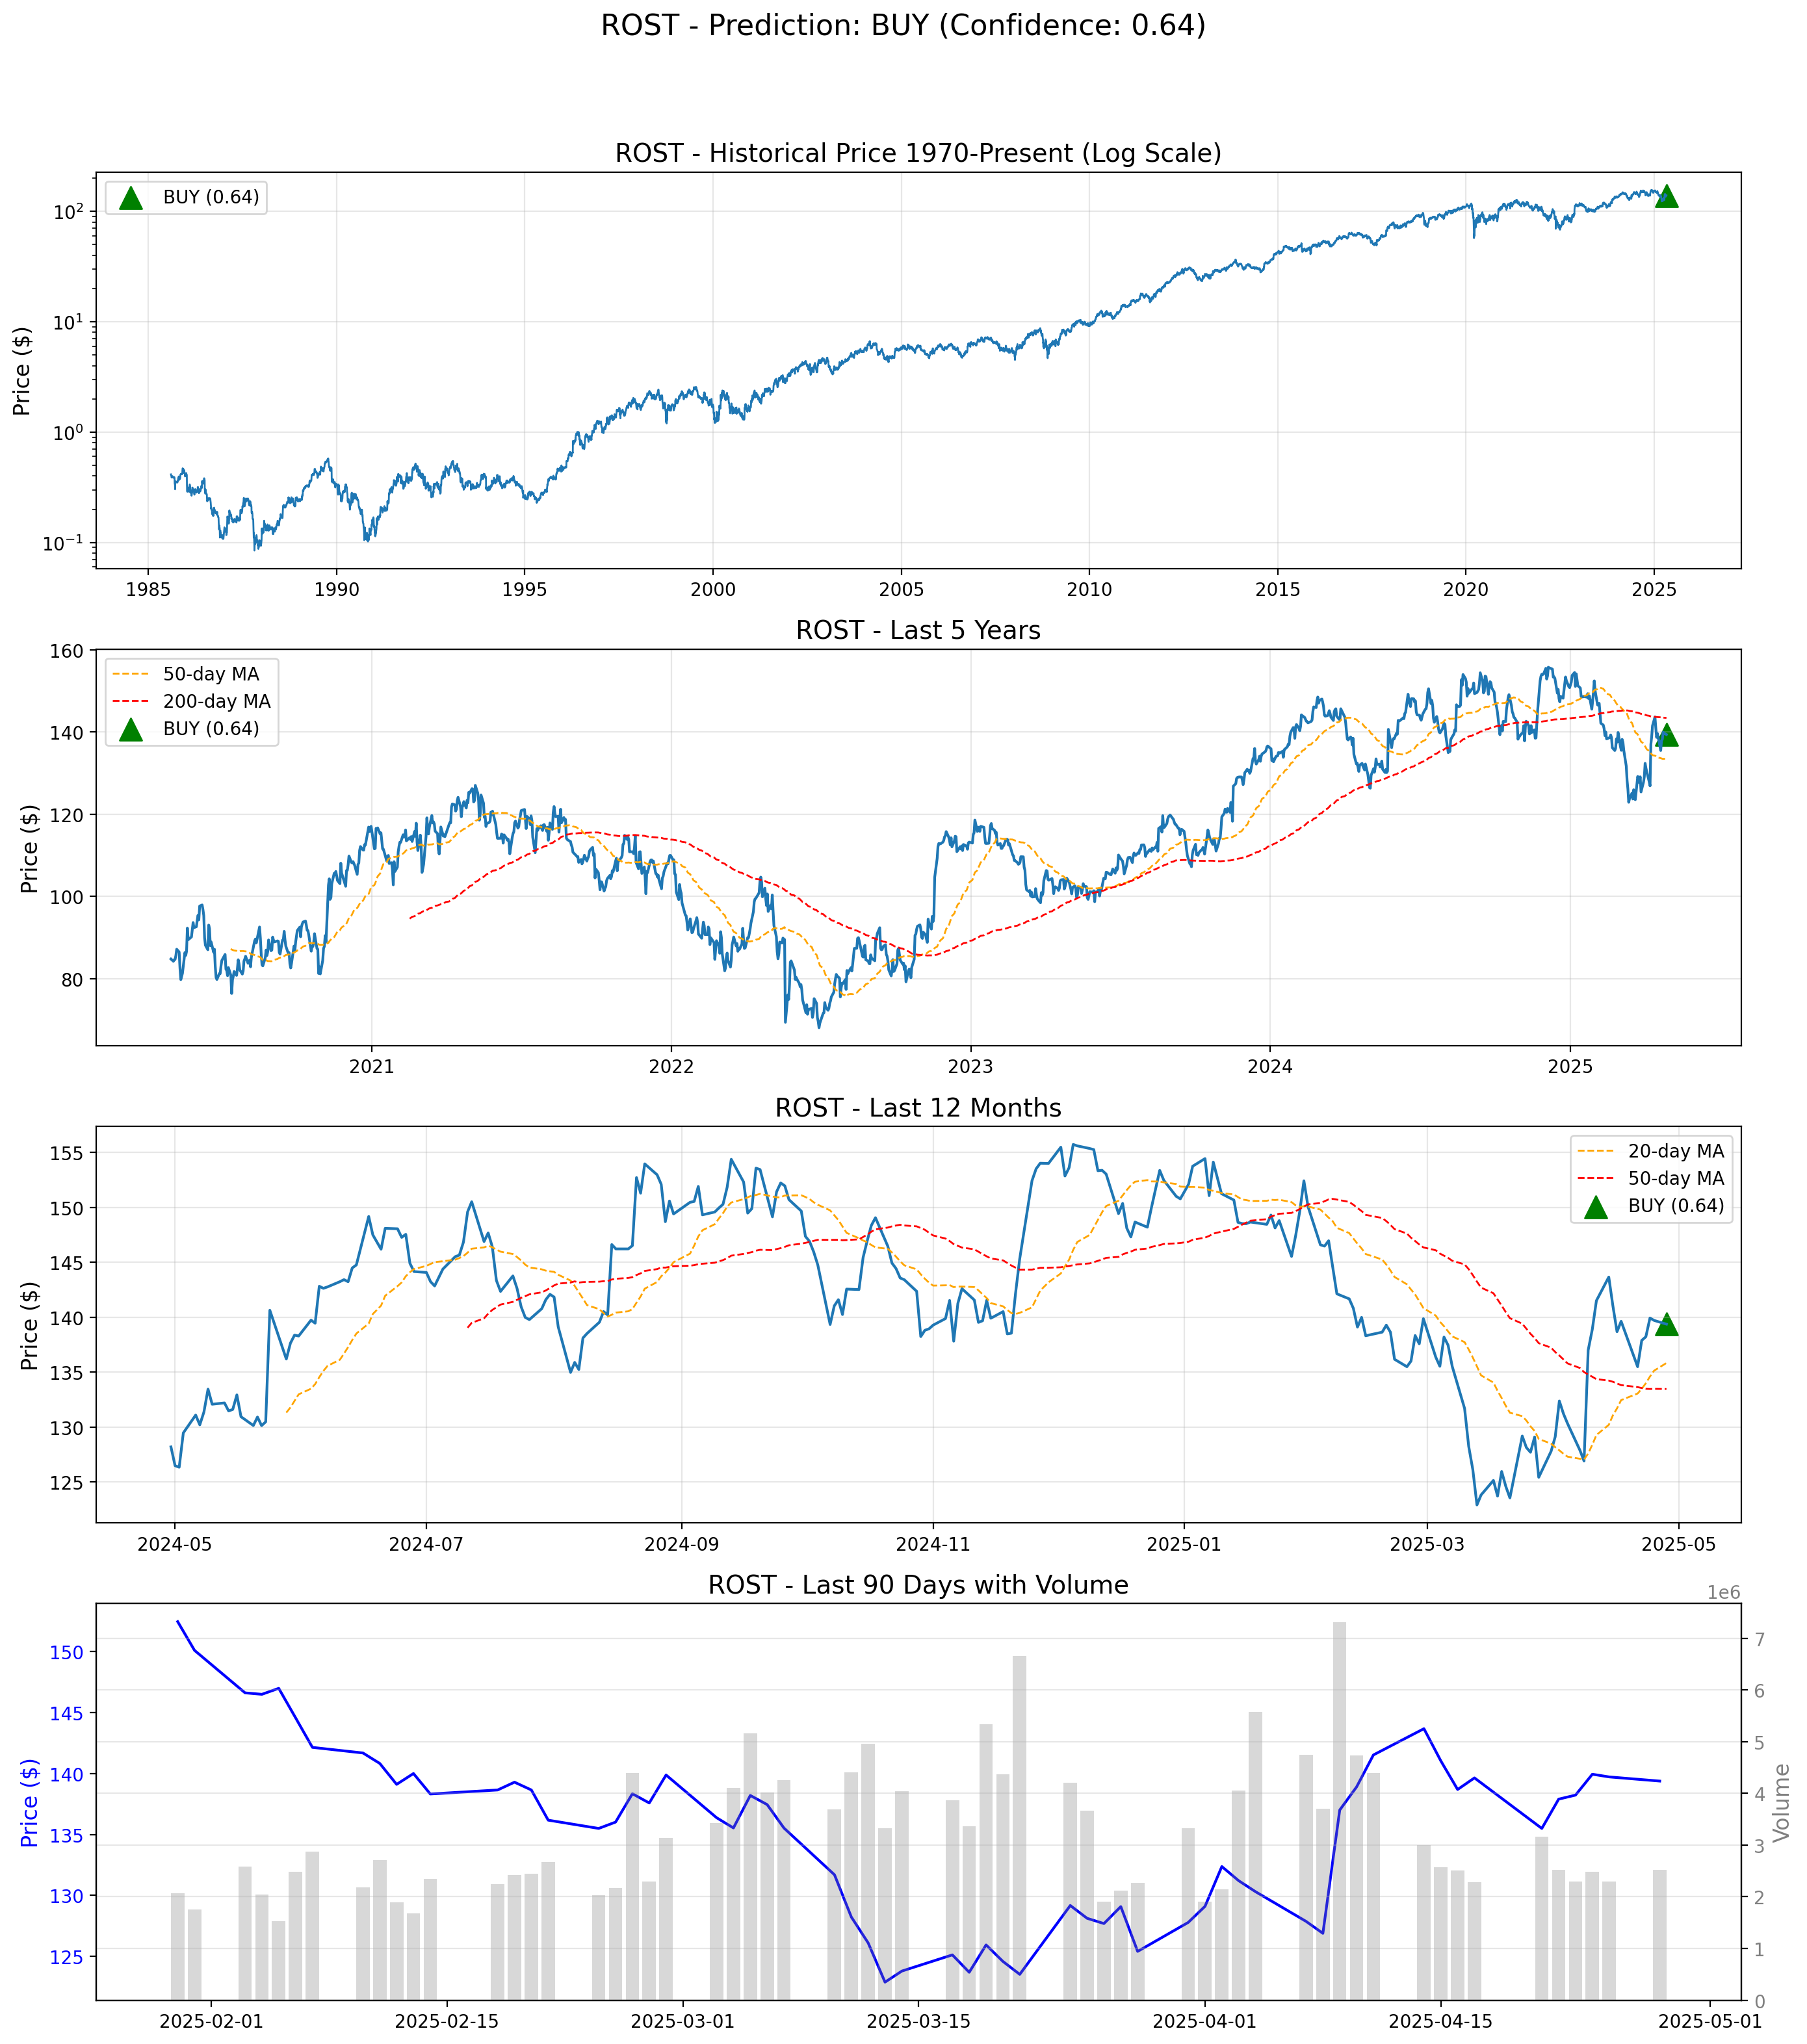 ROST - Prediction: BUY (Confidence: 0.64)
ROST - Historical Price 1970-Present (Log Scale)
BUY (0.64)
Price ($)
10²
10¹
10⁰
10⁻¹
1985 1990 1995 2000 2005 2010 2015 2020 2025
ROST - Last 5 Years
50-day MA
200-day MA
BUY (0.64)
Price ($)
160
140
120
100
80
2021 2022 2023 2024 2025
ROST - Last 12 Months
20-day MA
50-day MA
BUY (0.64)
Price ($)
155
150
145
140
135
130
125
2024-05 2024-07 2024-09 2024-11 2025-01 2025-03 2025-05
ROST - Last 90 Days with Volume
1e6
Price ($)
150
145
140
135
130
125
7
6
5
4
3
2
1
0
Volume
2025-02-01 2025-02-15 2025-03-01 2025-03-15 2025-04-01 2025-04-15 2025-05-01